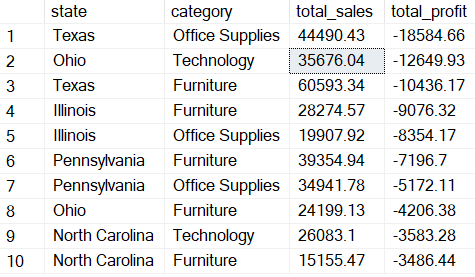 state category total_sales total_profit
1 Texas Office Supplies 44490.43 -18584.66
2 Ohio Technology 35676.04 -12649.93
3 Texas Furniture 60593.34 -10436.17
4 Illinois Furniture 28274.57 -9076.32
5 Illinois Office Supplies 19907.92 -8354.17
6 Pennsylvania Furniture 39354.94 -7196.7
7 Pennsylvania Office Supplies 34941.78 -5172.11
8 Ohio Furniture 24199.13 -4206.38
9 North Carolina Technology 26083.1 -3583.28
10 North Carolina Furniture 15155.47 -3486.44